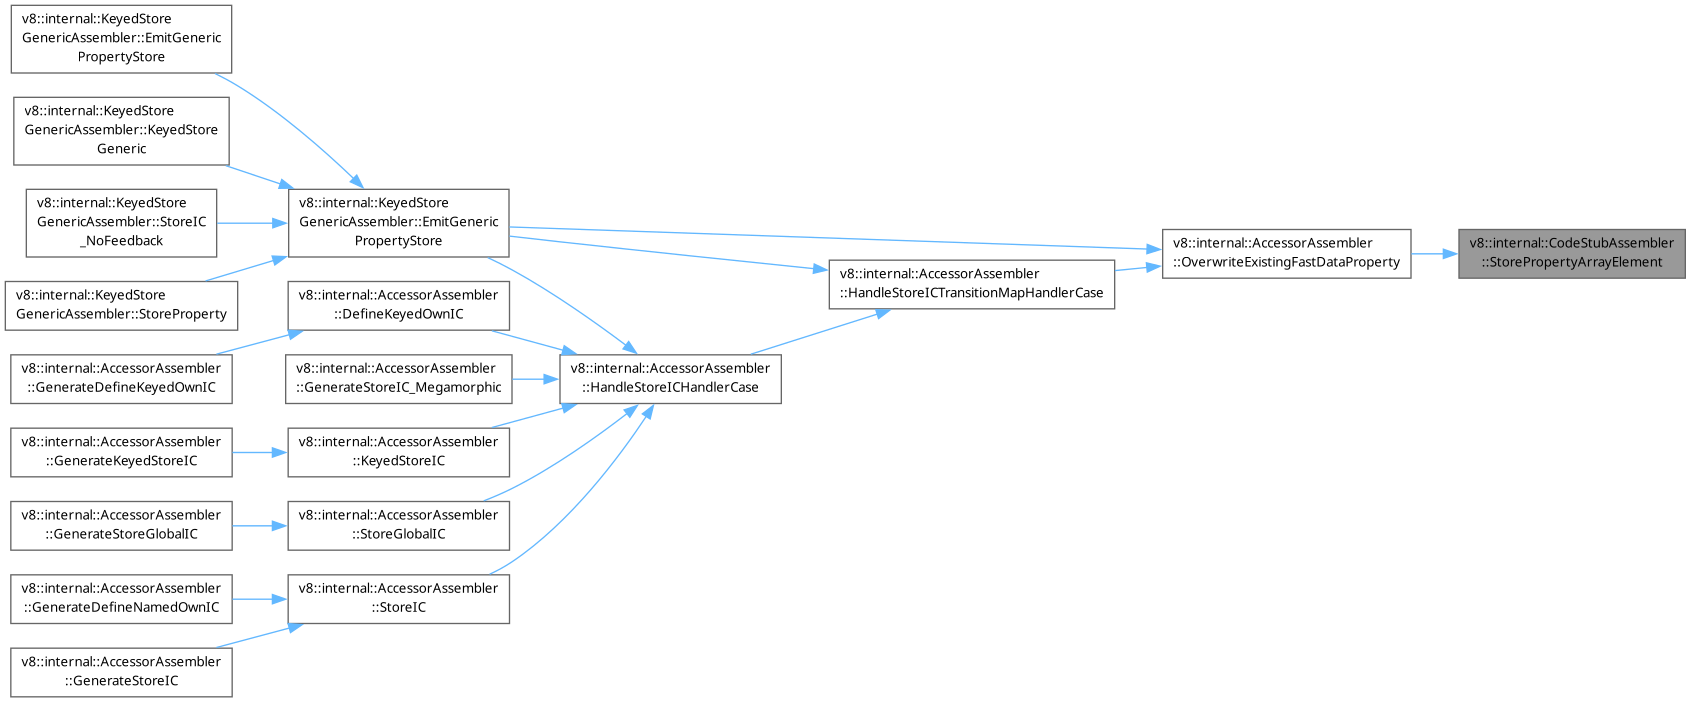 v8::internal::KeyedStore
GenericAssembler::EmitGeneric
PropertyStore
v8::internal::KeyedStore
GenericAssembler::KeyedStore
Generic
v8::internal::KeyedStore
GenericAssembler::StoreIC
_NoFeedback
v8::internal::KeyedStore
GenericAssembler::StoreProperty
v8::internal::AccessorAssembler
::GenerateDefineKeyedOwnIC
v8::internal::AccessorAssembler
::GenerateKeyedStoreIC
v8::internal::AccessorAssembler
::GenerateStoreGlobalIC
v8::internal::AccessorAssembler
::GenerateDefineNamedOwnIC
v8::internal::AccessorAssembler
::GenerateStoreIC
v8::internal::KeyedStore
GenericAssembler::EmitGeneric
PropertyStore
v8::internal::AccessorAssembler
::DefineKeyedOwnIC
v8::internal::AccessorAssembler
::GenerateStoreIC_Megamorphic
v8::internal::AccessorAssembler
::KeyedStoreIC
v8::internal::AccessorAssembler
::StoreGlobalIC
v8::internal::AccessorAssembler
::StoreIC
v8::internal::AccessorAssembler
::HandleStoreICHandlerCase
v8::internal::AccessorAssembler
::HandleStoreICTransitionMapHandlerCase
v8::internal::AccessorAssembler
::OverwriteExistingFastDataProperty
v8::internal::CodeStubAssembler
::StorePropertyArrayElement